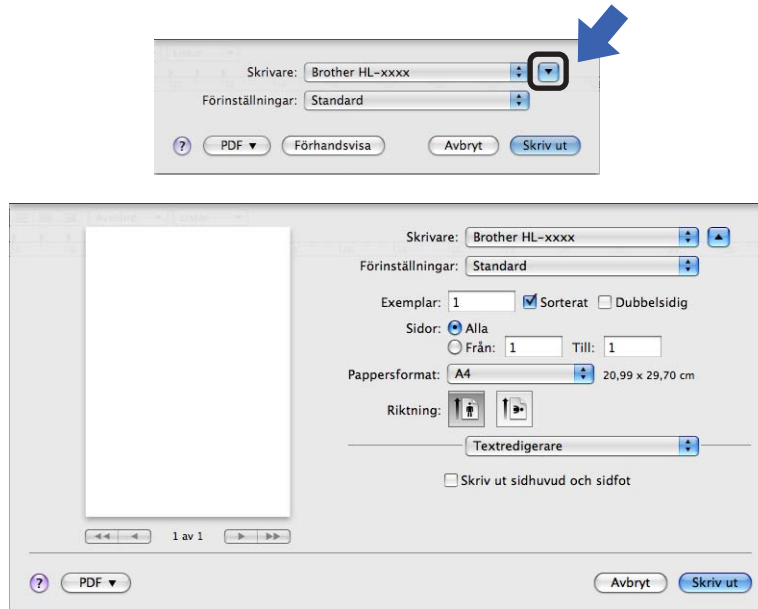 Skrivare: Brother HL-xxxx
Förinställningar: Standard
? PDF Förhandsvisa Avbryt Skriv ut
Skrivare: Brother HL-xxxx
Förinställningar: Standard
Exemplar: 1 Sorterat Dubbelsidig
Sidor: Alla
Från: 1 Till: 1
Pappersformat: A4 20,99 x 29,70 cm
Riktning:
Textredigerare
Skriv ut sidhuvud och sidfot
1 av 1
? PDF Avbryt Skriv ut